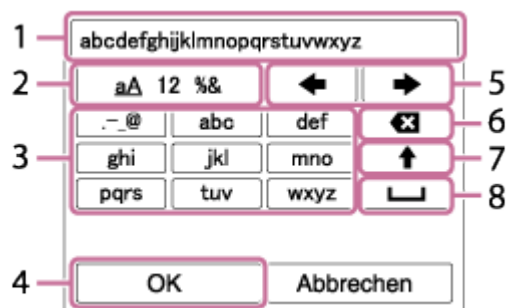 1 abcdefghijklmnopqrstuvwxyz
2 aA 12 %& 5
.-_@ abc def 6
3 ghi jkl mno 7
pqrs tuv wxyz 8
4 OK Abbrechen